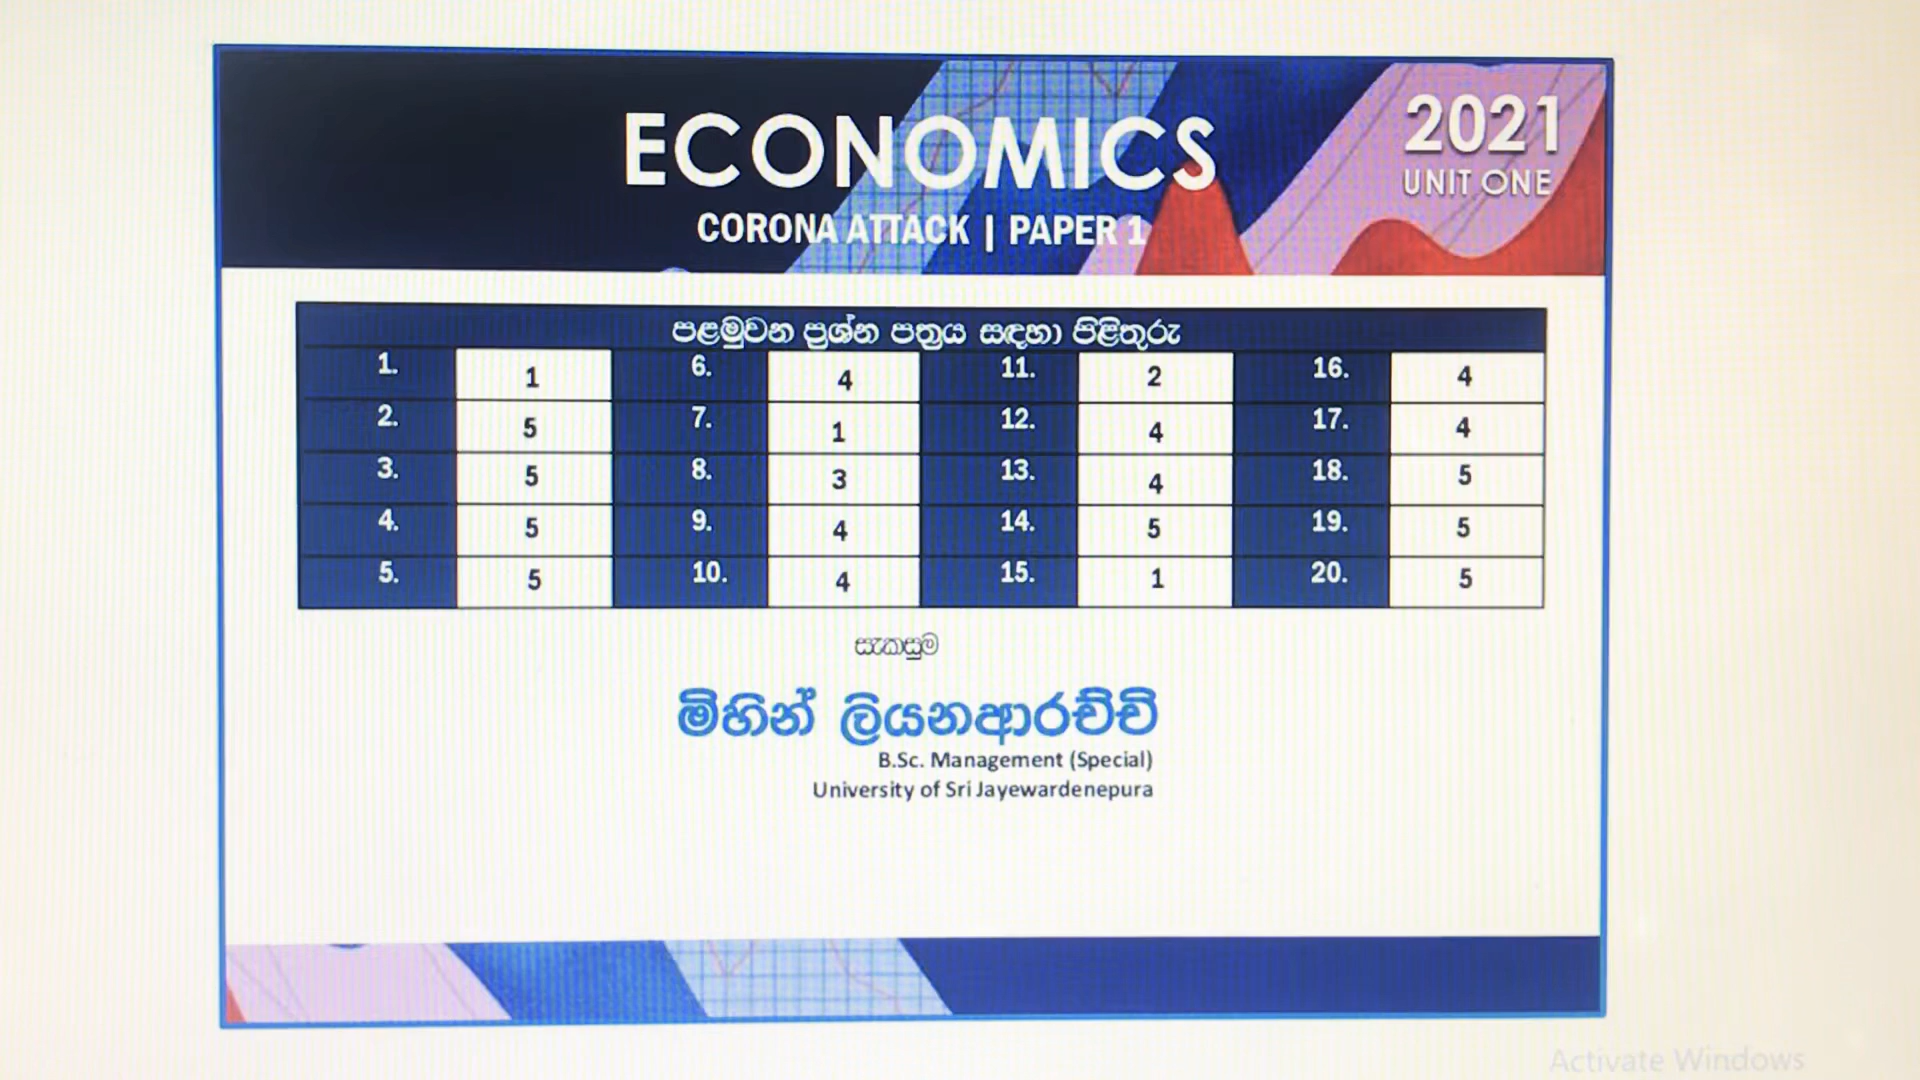 ECONOMICS
CORONA ATTACK | PAPER 1
2021
UNIT ONE
පළමුවන ප්‍රශ්න පත්‍රය සඳහා පිළිතුරු
1. 1 6. 4 11. 2 16. 4
2. 5 7. 1 12. 4 17. 4
3. 5 8. 3 13. 4 18. 5
4. 5 9. 4 14. 5 19. 5
5. 5 10. 4 15. 1 20. 5
සැකසුම
මිහින් ලියනආරච්චි
B.Sc. Management (Special)
University of Sri Jayewardenepura
Activate Windows